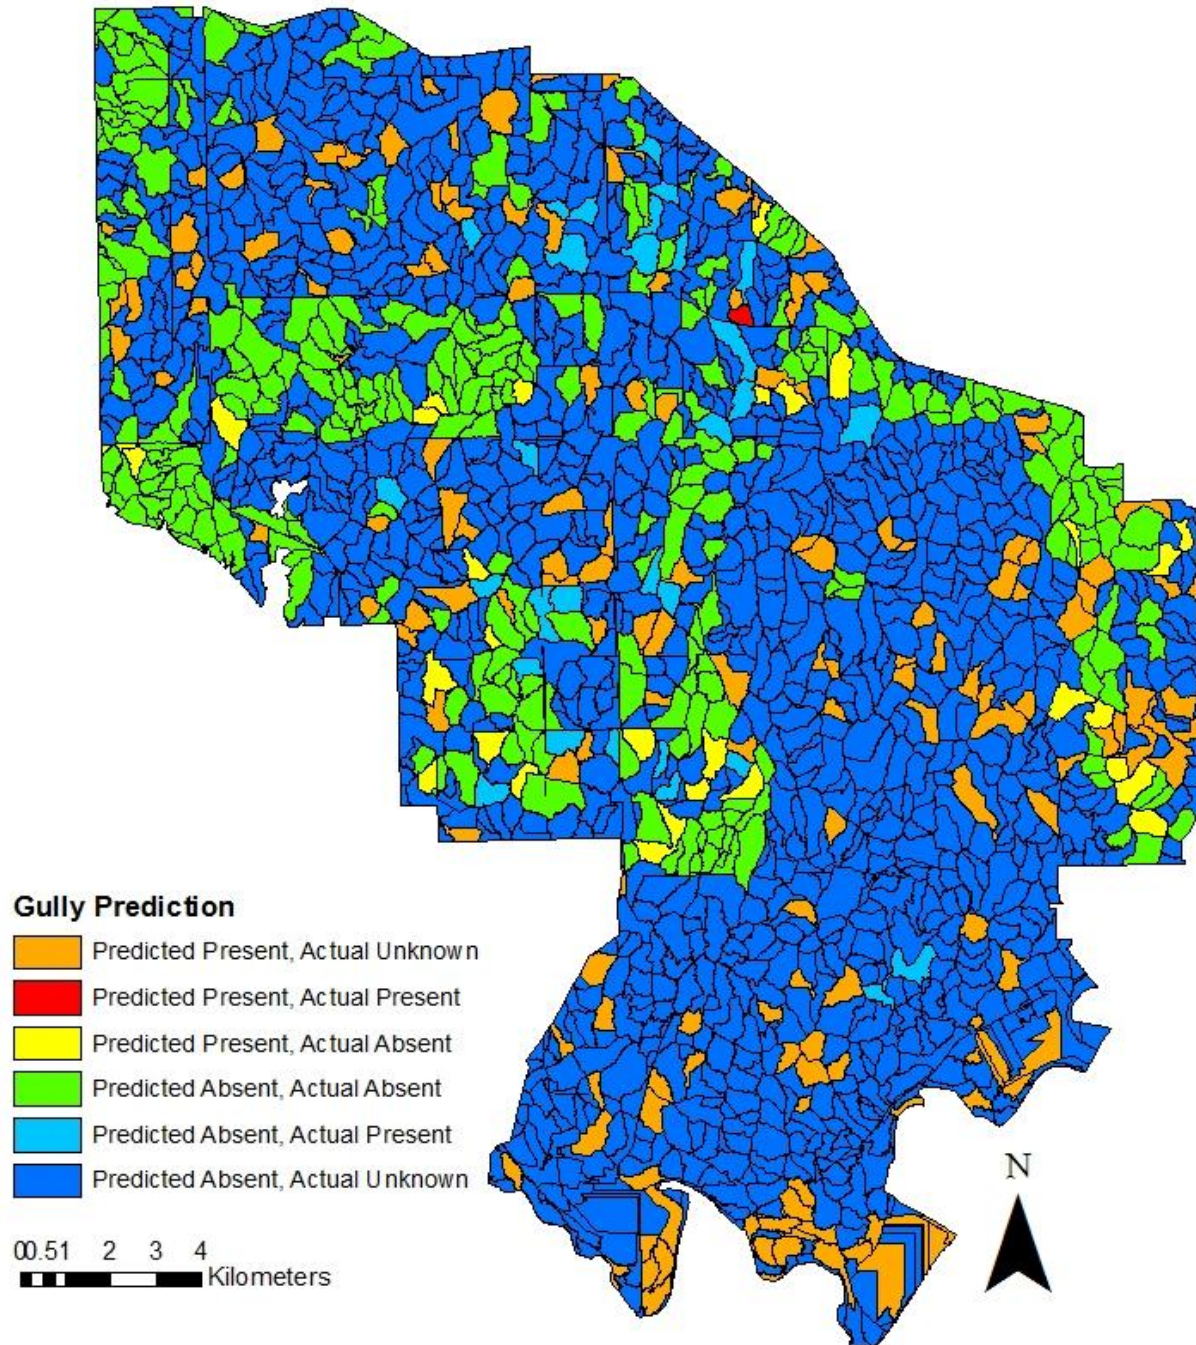 Gully Prediction
Predicted Present, Actual Unknown
Predicted Present, Actual Present
Predicted Present, Actual Absent
Predicted Absent, Actual Absent
Predicted Absent, Actual Present
Predicted Absent, Actual Unknown
00.51 2 3 4
Kilometers
N